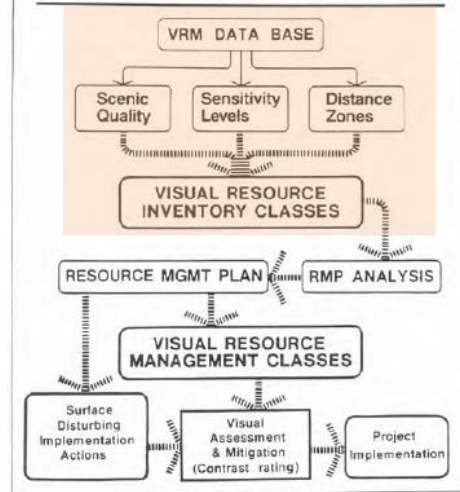 VRM DATA BASE
Scenic
Quality
Sensitivity
Levels
Distance
Zones
VISUAL RESOURCE
INVENTORY CLASSES
RESOURCE MGMT PLAN
RMP ANALYSIS
VISUAL RESOURCE
MANAGEMENT CLASSES
Surface
Disturbing
Implementation
Actions
Visual
Assessment
& Mitigation
(Contrast rating)
Project
Implementation